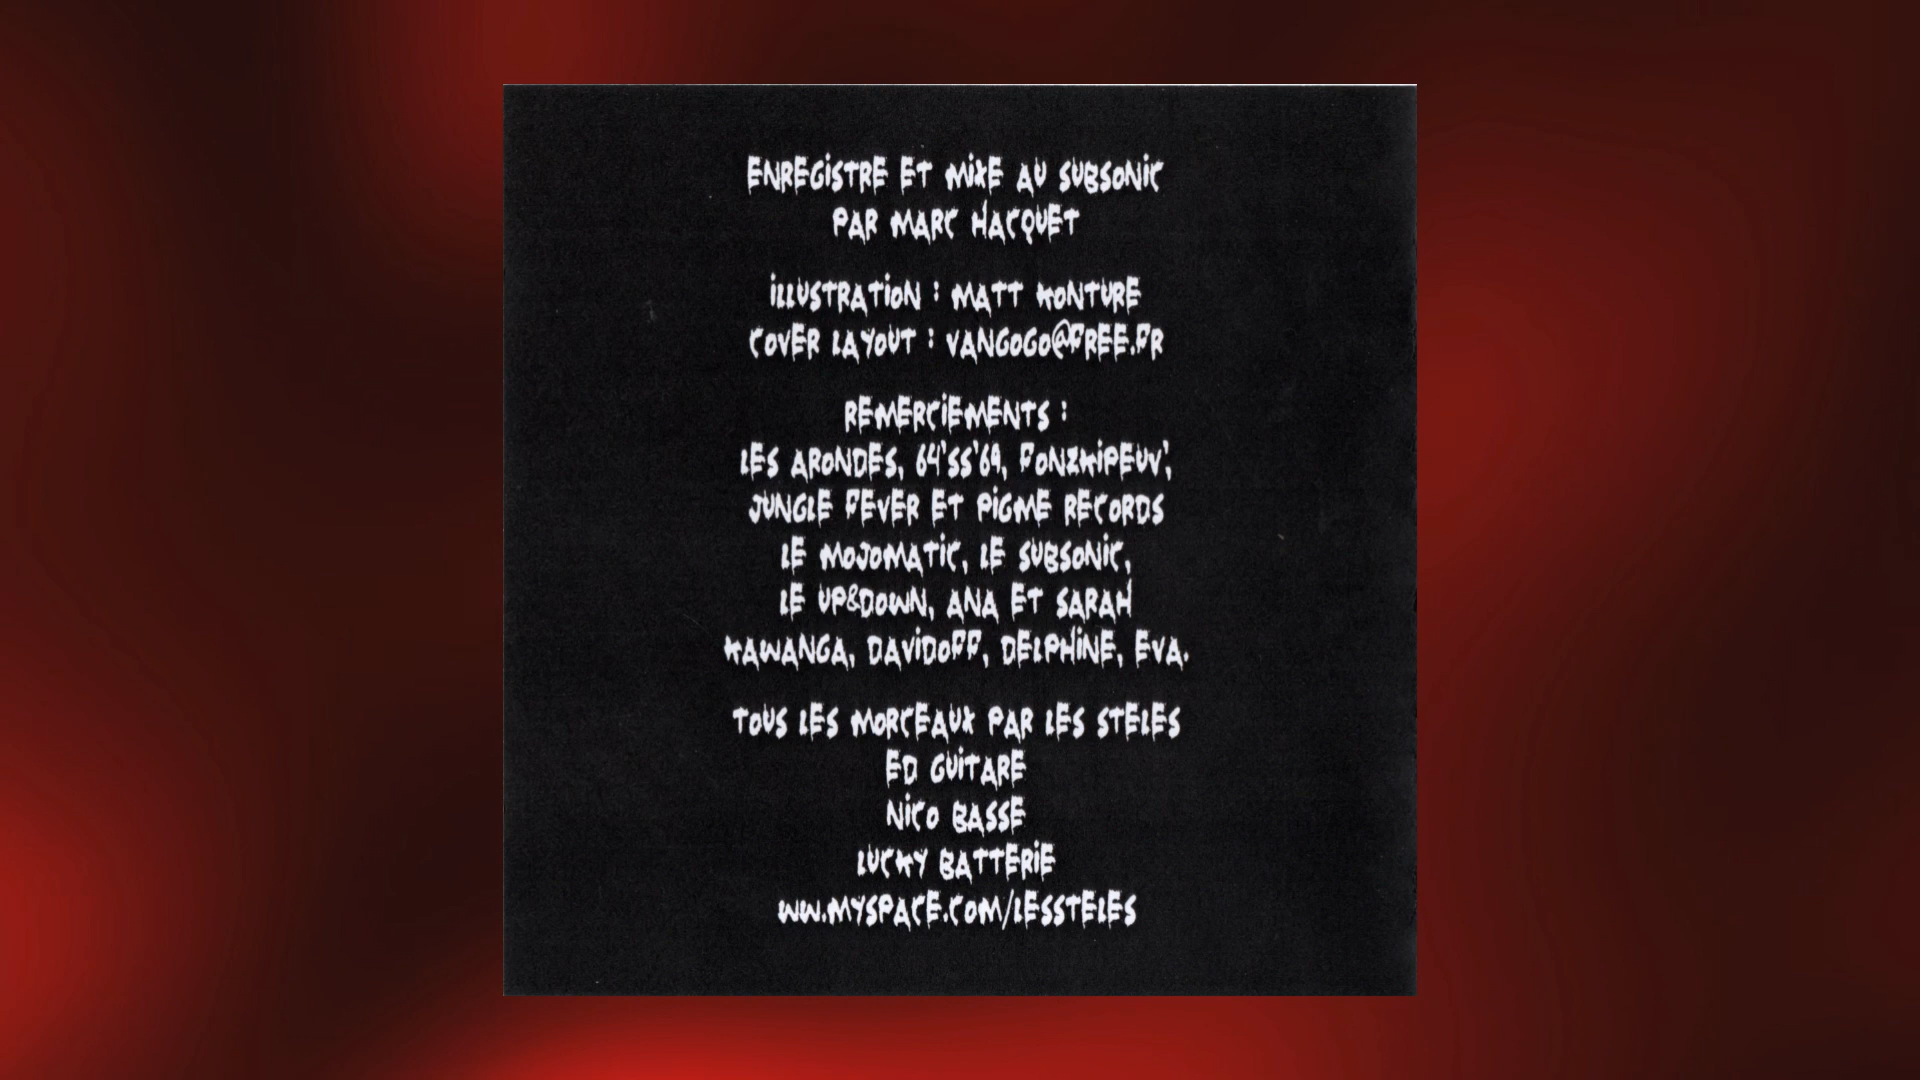 ENREGISTRE ET MIXE AU SUBSONIC
PAR MARC HACQUET
ILLUSTRATION : MATT KONTURE
COVER LAYOUT : VANGOGO@FREE.FR
REMERCIEMENTS :
LES ARONDES, 64'SS'69, FONZKIPEUV',
JUNGLE FEVER ET PIGME RECORDS
LE MOJOMATIC, LE SUBSONIC,
LE UP&DOWN, ANA ET SARAH
KAWANGA, DAVIDOFF, DELPHINE, EVA.
TOUS LES MORCEAUX PAR LES STELES
ED GUITARE
NICO BASSE
LUCKY BATTERIE
WW.MYSPACE.COM/LESSTELES